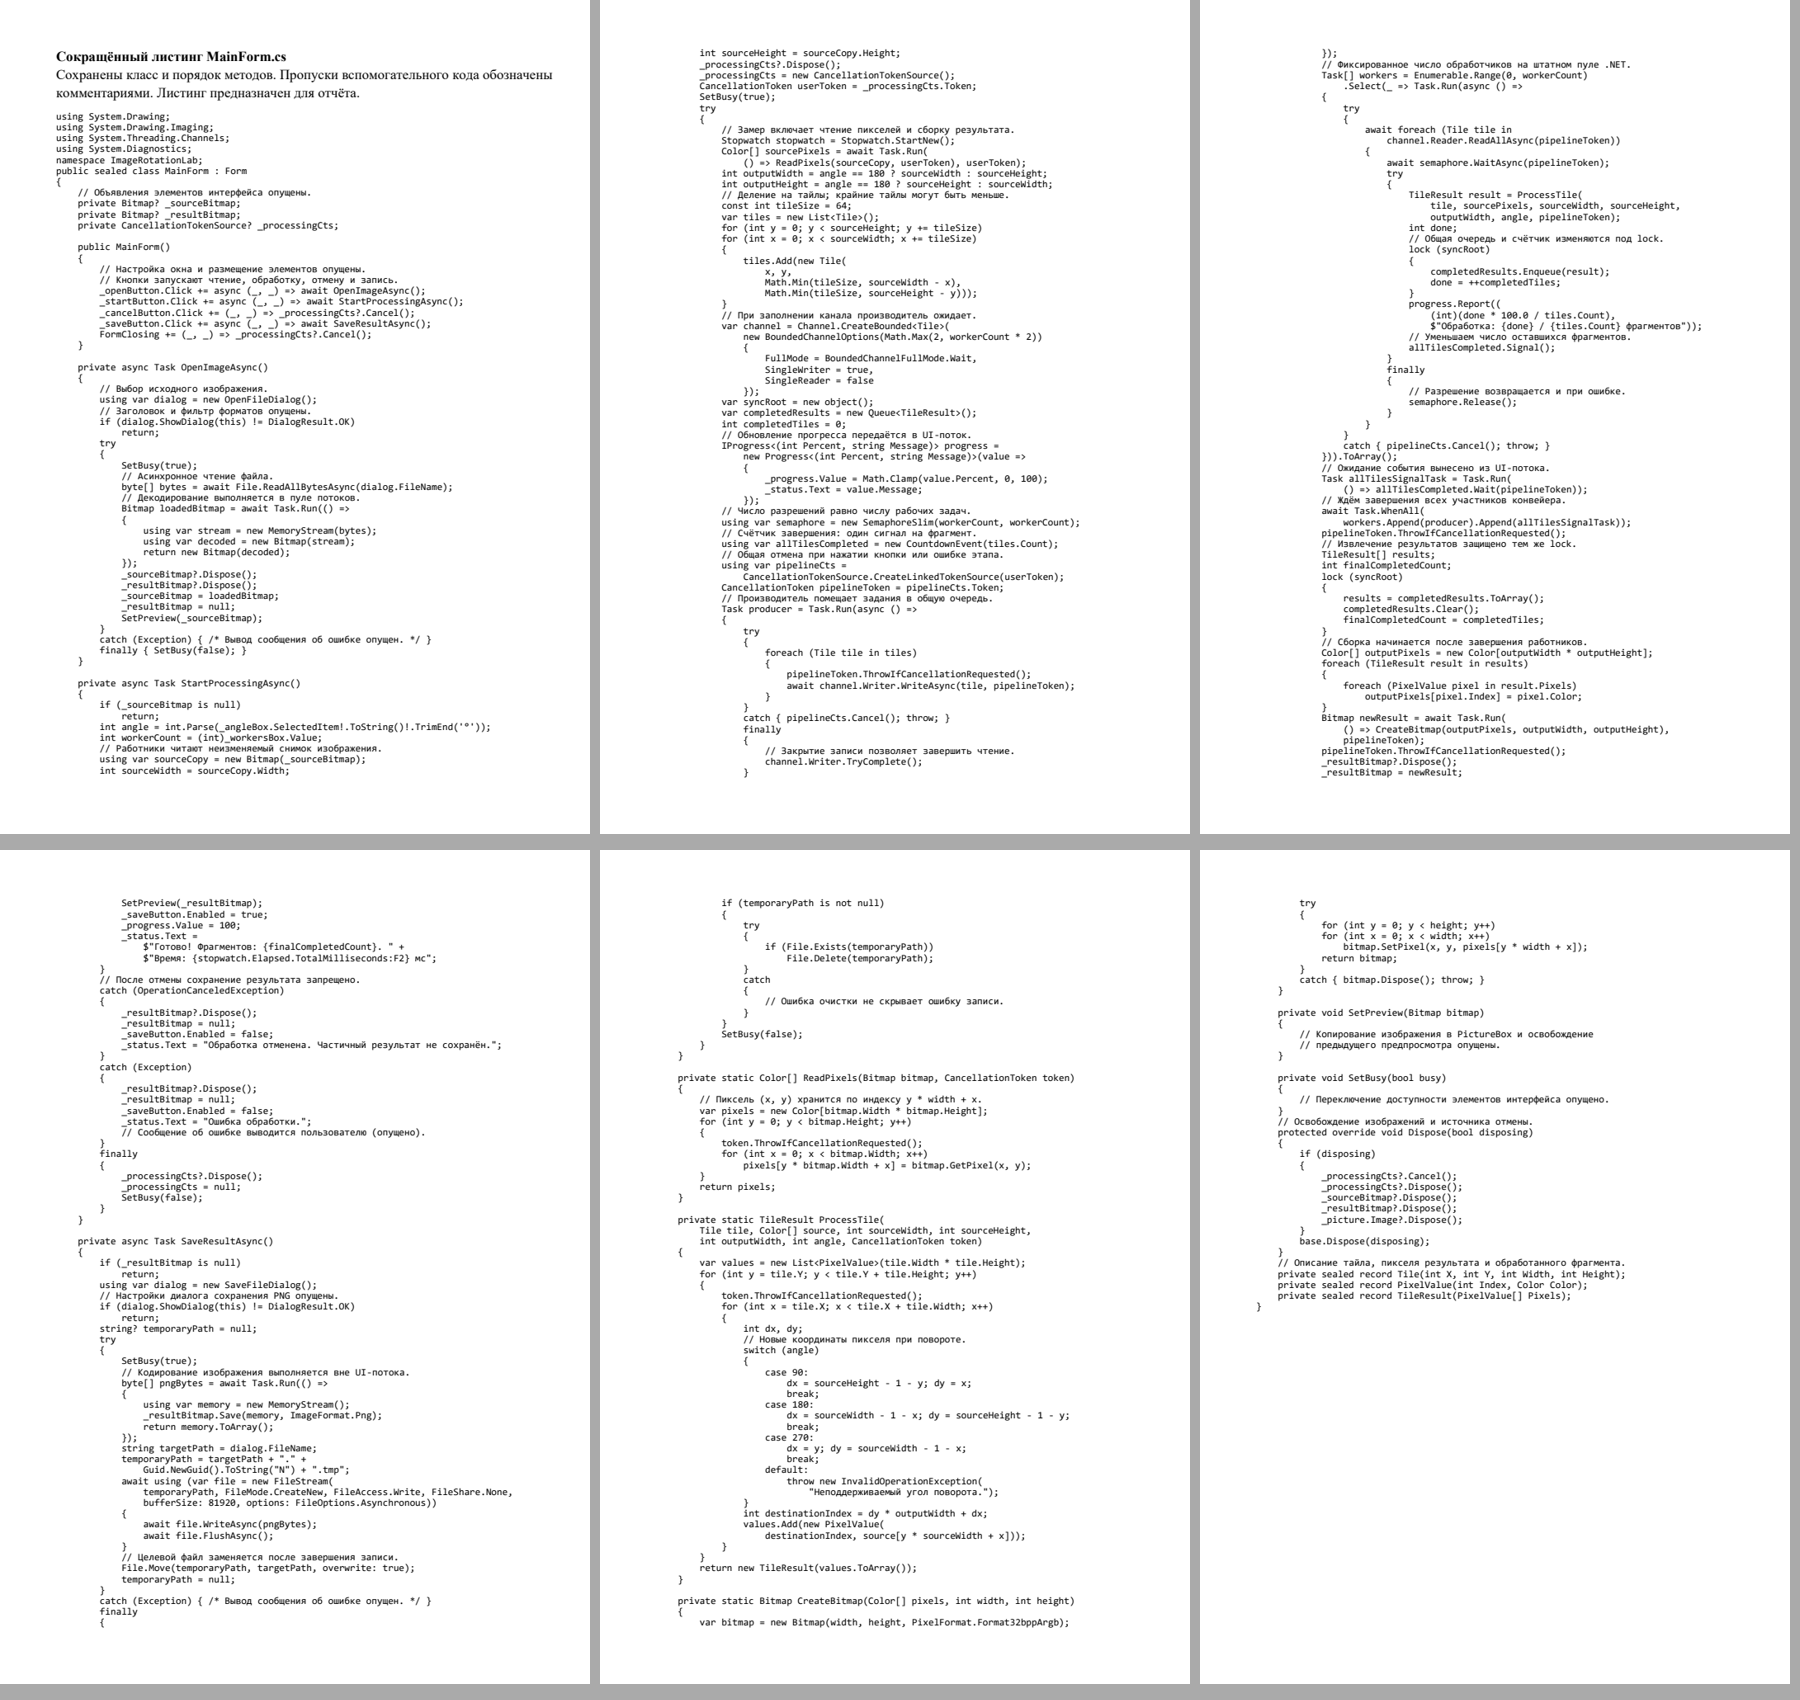 Сокращённый листинг MainForm.cs
Сохранены класс и порядок методов. Пропуски вспомогательного кода обозначены
комментариями. Листинг предназначен для отчёта.
using System.Drawing;
using System.Drawing.Imaging;
using System.Threading.Channels;
using System.Diagnostics;
namespace ImageRotationLab;
public sealed class MainForm : Form
{
    // Объявления элементов интерфейса опущены.
    private Bitmap? _sourceBitmap;
    private Bitmap? _resultBitmap;
    private CancellationTokenSource? _processingCts;

    public MainForm()
    {
        // Настройка окна и размещение элементов опущены.
        // Кнопки запускают чтение, обработку, отмену и запись.
        _openButton.Click += async (_, _) => await OpenImageAsync();
        _startButton.Click += async (_, _) => await StartProcessingAsync();
        _cancelButton.Click += (_, _) => _processingCts?.Cancel();
        _saveButton.Click += async (_, _) => await SaveResultAsync();
        FormClosing += (_, _) => _processingCts?.Cancel();
    }

    private async Task OpenImageAsync()
    {
        // Выбор исходного изображения.
        using var dialog = new OpenFileDialog();
        // Заголовок и фильтр форматов опущены.
        if (dialog.ShowDialog(this) != DialogResult.OK)
            return;
        try
        {
            SetBusy(true);
            // Асинхронное чтение файла.
            byte[] bytes = await File.ReadAllBytesAsync(dialog.FileName);
            // Декодирование выполняется в пуле потоков.
            Bitmap loadedBitmap = await Task.Run(() =>
            {
                using var stream = new MemoryStream(bytes);
                using var decoded = new Bitmap(stream);
                return new Bitmap(decoded);
            });
            _sourceBitmap?.Dispose();
            _resultBitmap?.Dispose();
            _sourceBitmap = loadedBitmap;
            _resultBitmap = null;
            SetPreview(_sourceBitmap);
        }
        catch (Exception) { /* Вывод сообщения об ошибке опущен. */ }
        finally { SetBusy(false); }
    }

    private async Task StartProcessingAsync()
    {
        if (_sourceBitmap is null)
            return;
        int angle = int.Parse(_angleBox.SelectedItem!.ToString()!.TrimEnd('°'));
        int workerCount = (int)_workersBox.Value;
        // Работники читают неизменяемый снимок изображения.
        using var sourceCopy = new Bitmap(_sourceBitmap);
        int sourceWidth = sourceCopy.Width;
        int sourceHeight = sourceCopy.Height;
        _processingCts?.Dispose();
        _processingCts = new CancellationTokenSource();
        CancellationToken userToken = _processingCts.Token;
        SetBusy(true);
        try
        {
            // Замер включает чтение пикселей и сборку результата.
            Stopwatch stopwatch = Stopwatch.StartNew();
            Color[] sourcePixels = await Task.Run(
                () => ReadPixels(sourceCopy, userToken), userToken);
            int outputWidth = angle == 180 ? sourceWidth : sourceHeight;
            int outputHeight = angle == 180 ? sourceHeight : sourceWidth;
            // Деление на тайлы; крайние тайлы могут быть меньше.
            const int tileSize = 64;
            var tiles = new List<Tile>();
            for (int y = 0; y < sourceHeight; y += tileSize)
            for (int x = 0; x < sourceWidth; x += tileSize)
            {
                tiles.Add(new Tile(
                    x, y,
                    Math.Min(tileSize, sourceWidth - x),
                    Math.Min(tileSize, sourceHeight - y)));
            }
            // При заполнении канала производитель ожидает.
            var channel = Channel.CreateBounded<Tile>(
                new BoundedChannelOptions(Math.Max(2, workerCount * 2))
                {
                    FullMode = BoundedChannelFullMode.Wait,
                    SingleWriter = true,
                    SingleReader = false
                });
            var syncRoot = new object();
            var completedResults = new Queue<TileResult>();
            int completedTiles = 0;
            // Обновление прогресса передаётся в UI-поток.
            IProgress<(int Percent, string Message)> progress =
                new Progress<(int Percent, string Message)>(value =>
                {
                    _progress.Value = Math.Clamp(value.Percent, 0, 100);
                    _status.Text = value.Message;
                });
            // Число разрешений равно числу рабочих задач.
            using var semaphore = new SemaphoreSlim(workerCount, workerCount);
            // Счётчик завершения: один сигнал на фрагмент.
            using var allTilesCompleted = new CountdownEvent(tiles.Count);
            // Общая отмена при нажатии кнопки или ошибке этапа.
            using var pipelineCts =
                CancellationTokenSource.CreateLinkedTokenSource(userToken);
            CancellationToken pipelineToken = pipelineCts.Token;
            // Производитель помещает задания в общую очередь.
            Task producer = Task.Run(async () =>
            {
                try
                {
                    foreach (Tile tile in tiles)
                    {
                        pipelineToken.ThrowIfCancellationRequested();
                        await channel.Writer.WriteAsync(tile, pipelineToken);
                    }
                }
                catch { pipelineCts.Cancel(); throw; }
                finally
                {
                    // Закрытие записи позволяет завершить чтение.
                    channel.Writer.TryComplete();
                }
            });
            // Фиксированное число обработчиков на штатном пуле .NET.
            Task[] workers = Enumerable.Range(0, workerCount)
                .Select(_ => Task.Run(async () =>
            {
                try
                {
                    await foreach (Tile tile in
                        channel.Reader.ReadAllAsync(pipelineToken))
                    {
                        await semaphore.WaitAsync(pipelineToken);
                        try
                        {
                            TileResult result = ProcessTile(
                                tile, sourcePixels, sourceWidth, sourceHeight,
                                outputWidth, angle, pipelineToken);
                            int done;
                            // Общая очередь и счётчик изменяются под lock.
                            lock (syncRoot)
                            {
                                completedResults.Enqueue(result);
                                done = ++completedTiles;
                            }
                            progress.Report((
                                (int)(done * 100.0 / tiles.Count),
                                $"Обработка: {done} / {tiles.Count} фрагментов"));
                            // Уменьшаем число оставшихся фрагментов.
                            allTilesCompleted.Signal();
                        }
                        finally
                        {
                            // Разрешение возвращается и при ошибке.
                            semaphore.Release();
                        }
                    }
                }
                catch { pipelineCts.Cancel(); throw; }
            })).ToArray();
            // Ожидание события вынесено из UI-потока.
            Task allTilesSignalTask = Task.Run(
                () => allTilesCompleted.Wait(pipelineToken));
            // Ждём завершения всех участников конвейера.
            await Task.WhenAll(
                workers.Append(producer).Append(allTilesSignalTask));
            pipelineToken.ThrowIfCancellationRequested();
            // Извлечение результатов защищено тем же lock.
            TileResult[] results;
            int finalCompletedCount;
            lock (syncRoot)
            {
                results = completedResults.ToArray();
                completedResults.Clear();
                finalCompletedCount = completedTiles;
            }
            // Сборка начинается после завершения работников.
            Color[] outputPixels = new Color[outputWidth * outputHeight];
            foreach (TileResult result in results)
            {
                foreach (PixelValue pixel in result.Pixels)
                    outputPixels[pixel.Index] = pixel.Color;
            }
            Bitmap newResult = await Task.Run(
                () => CreateBitmap(outputPixels, outputWidth, outputHeight),
                pipelineToken);
            pipelineToken.ThrowIfCancellationRequested();
            _resultBitmap?.Dispose();
            _resultBitmap = newResult;
            SetPreview(_resultBitmap);
            _saveButton.Enabled = true;
            _progress.Value = 100;
            _status.Text =
                $"Готово! Фрагментов: {finalCompletedCount}. " +
                $"Время: {stopwatch.Elapsed.TotalMilliseconds:F2} мс";
        }
        // После отмены сохранение результата запрещено.
        catch (OperationCanceledException)
        {
            _resultBitmap?.Dispose();
            _resultBitmap = null;
            _saveButton.Enabled = false;
            _status.Text = "Обработка отменена. Частичный результат не сохранён.";
        }
        catch (Exception)
        {
            _resultBitmap?.Dispose();
            _resultBitmap = null;
            _saveButton.Enabled = false;
            _status.Text = "Ошибка обработки.";
            // Сообщение об ошибке выводится пользователю (опущено).
        }
        finally
        {
            _processingCts?.Dispose();
            _processingCts = null;
            SetBusy(false);
        }
    }

    private async Task SaveResultAsync()
    {
        if (_resultBitmap is null)
            return;
        using var dialog = new SaveFileDialog();
        // Настройки диалога сохранения PNG опущены.
        if (dialog.ShowDialog(this) != DialogResult.OK)
            return;
        string? temporaryPath = null;
        try
        {
            SetBusy(true);
            // Кодирование изображения выполняется вне UI-потока.
            byte[] pngBytes = await Task.Run(() =>
            {
                using var memory = new MemoryStream();
                _resultBitmap.Save(memory, ImageFormat.Png);
                return memory.ToArray();
            });
            string targetPath = dialog.FileName;
            temporaryPath = targetPath + "." +
                Guid.NewGuid().ToString("N") + ".tmp";
            await using (var file = new FileStream(
                temporaryPath, FileMode.CreateNew, FileAccess.Write, FileShare.None,
                bufferSize: 81920, options: FileOptions.Asynchronous))
            {
                await file.WriteAsync(pngBytes);
                await file.FlushAsync();
            }
            // Целевой файл заменяется после завершения записи.
            File.Move(temporaryPath, targetPath, overwrite: true);
            temporaryPath = null;
        }
        catch (Exception) { /* Вывод сообщения об ошибке опущен. */ }
        finally
        {
            if (temporaryPath is not null)
            {
                try
                {
                    if (File.Exists(temporaryPath))
                        File.Delete(temporaryPath);
                }
                catch
                {
                    // Ошибка очистки не скрывает ошибку записи.
                }
            }
            SetBusy(false);
        }
    }

    private static Color[] ReadPixels(Bitmap bitmap, CancellationToken token)
    {
        // Пиксель (x, y) хранится по индексу y * width + x.
        var pixels = new Color[bitmap.Width * bitmap.Height];
        for (int y = 0; y < bitmap.Height; y++)
        {
            token.ThrowIfCancellationRequested();
            for (int x = 0; x < bitmap.Width; x++)
                pixels[y * bitmap.Width + x] = bitmap.GetPixel(x, y);
        }
        return pixels;
    }

    private static TileResult ProcessTile(
        Tile tile, Color[] source, int sourceWidth, int sourceHeight,
        int outputWidth, int angle, CancellationToken token)
    {
        var values = new List<PixelValue>(tile.Width * tile.Height);
        for (int y = tile.Y; y < tile.Y + tile.Height; y++)
        {
            token.ThrowIfCancellationRequested();
            for (int x = tile.X; x < tile.X + tile.Width; x++)
            {
                int dx, dy;
                // Новые координаты пикселя при повороте.
                switch (angle)
                {
                    case 90:
                        dx = sourceHeight - 1 - y; dy = x;
                        break;
                    case 180:
                        dx = sourceWidth - 1 - x; dy = sourceHeight - 1 - y;
                        break;
                    case 270:
                        dx = y; dy = sourceWidth - 1 - x;
                        break;
                    default:
                        throw new InvalidOperationException(
                            "Неподдерживаемый угол поворота.");
                }
                int destinationIndex = dy * outputWidth + dx;
                values.Add(new PixelValue(
                    destinationIndex, source[y * sourceWidth + x]));
            }
        }
        return new TileResult(values.ToArray());
    }

    private static Bitmap CreateBitmap(Color[] pixels, int width, int height)
    {
        var bitmap = new Bitmap(width, height, PixelFormat.Format32bppArgb);
        try
        {
            for (int y = 0; y < height; y++)
            for (int x = 0; x < width; x++)
                bitmap.SetPixel(x, y, pixels[y * width + x]);
            return bitmap;
        }
        catch { bitmap.Dispose(); throw; }
    }

    private void SetPreview(Bitmap bitmap)
    {
        // Копирование изображения в PictureBox и освобождение
        // предыдущего предпросмотра опущены.
    }

    private void SetBusy(bool busy)
    {
        // Переключение доступности элементов интерфейса опущено.
    }
    // Освобождение изображений и источника отмены.
    protected override void Dispose(bool disposing)
    {
        if (disposing)
        {
            _processingCts?.Cancel();
            _processingCts?.Dispose();
            _sourceBitmap?.Dispose();
            _resultBitmap?.Dispose();
            _picture.Image?.Dispose();
        }
        base.Dispose(disposing);
    }
    // Описание тайла, пикселя результата и обработанного фрагмента.
    private sealed record Tile(int X, int Y, int Width, int Height);
    private sealed record PixelValue(int Index, Color Color);
    private sealed record TileResult(PixelValue[] Pixels);
}